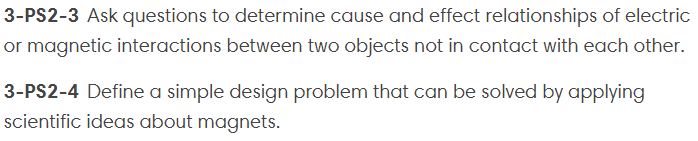 3-PS2-3 Ask questions to determine cause and effect relationships of electric
or magnetic interactions between two objects not in contact with each other.
3-PS2-4 Define a simple design problem that can be solved by applying
scientific ideas about magnets.